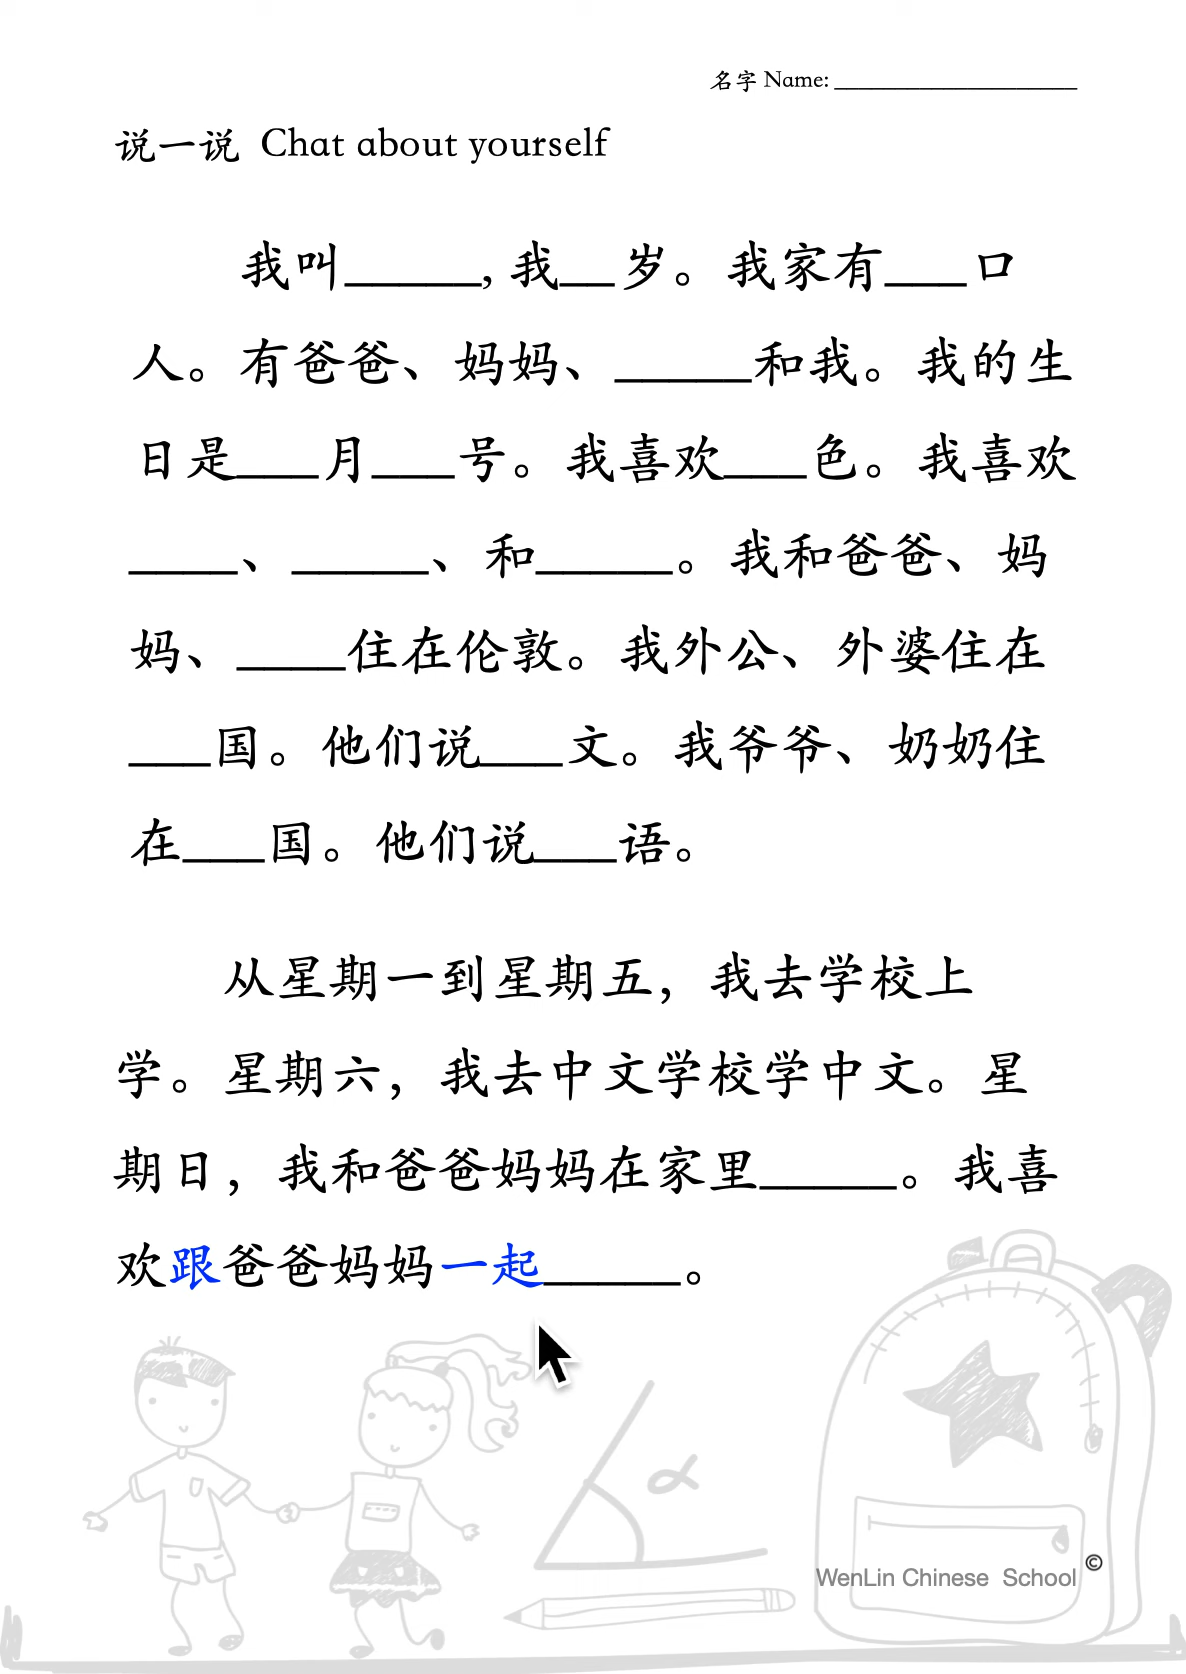 名字 Name: ____________________
说一说 Chat about yourself
我叫_____, 我__岁。我家有___口
人。有爸爸、妈妈、_____和我。我的生
日是___月___号。我喜欢___色。我喜欢
____、_____、和_____。我和爸爸、妈
妈、____住在伦敦。我外公、外婆住在
___国。他们说___文。我爷爷、奶奶住
在___国。他们说___语。
从星期一到星期五，我去学校上
学。星期六，我去中文学校学中文。星
期日，我和爸爸妈妈在家里_____。我喜
欢跟爸爸妈妈一起_____。
α
WenLin Chinese School ©